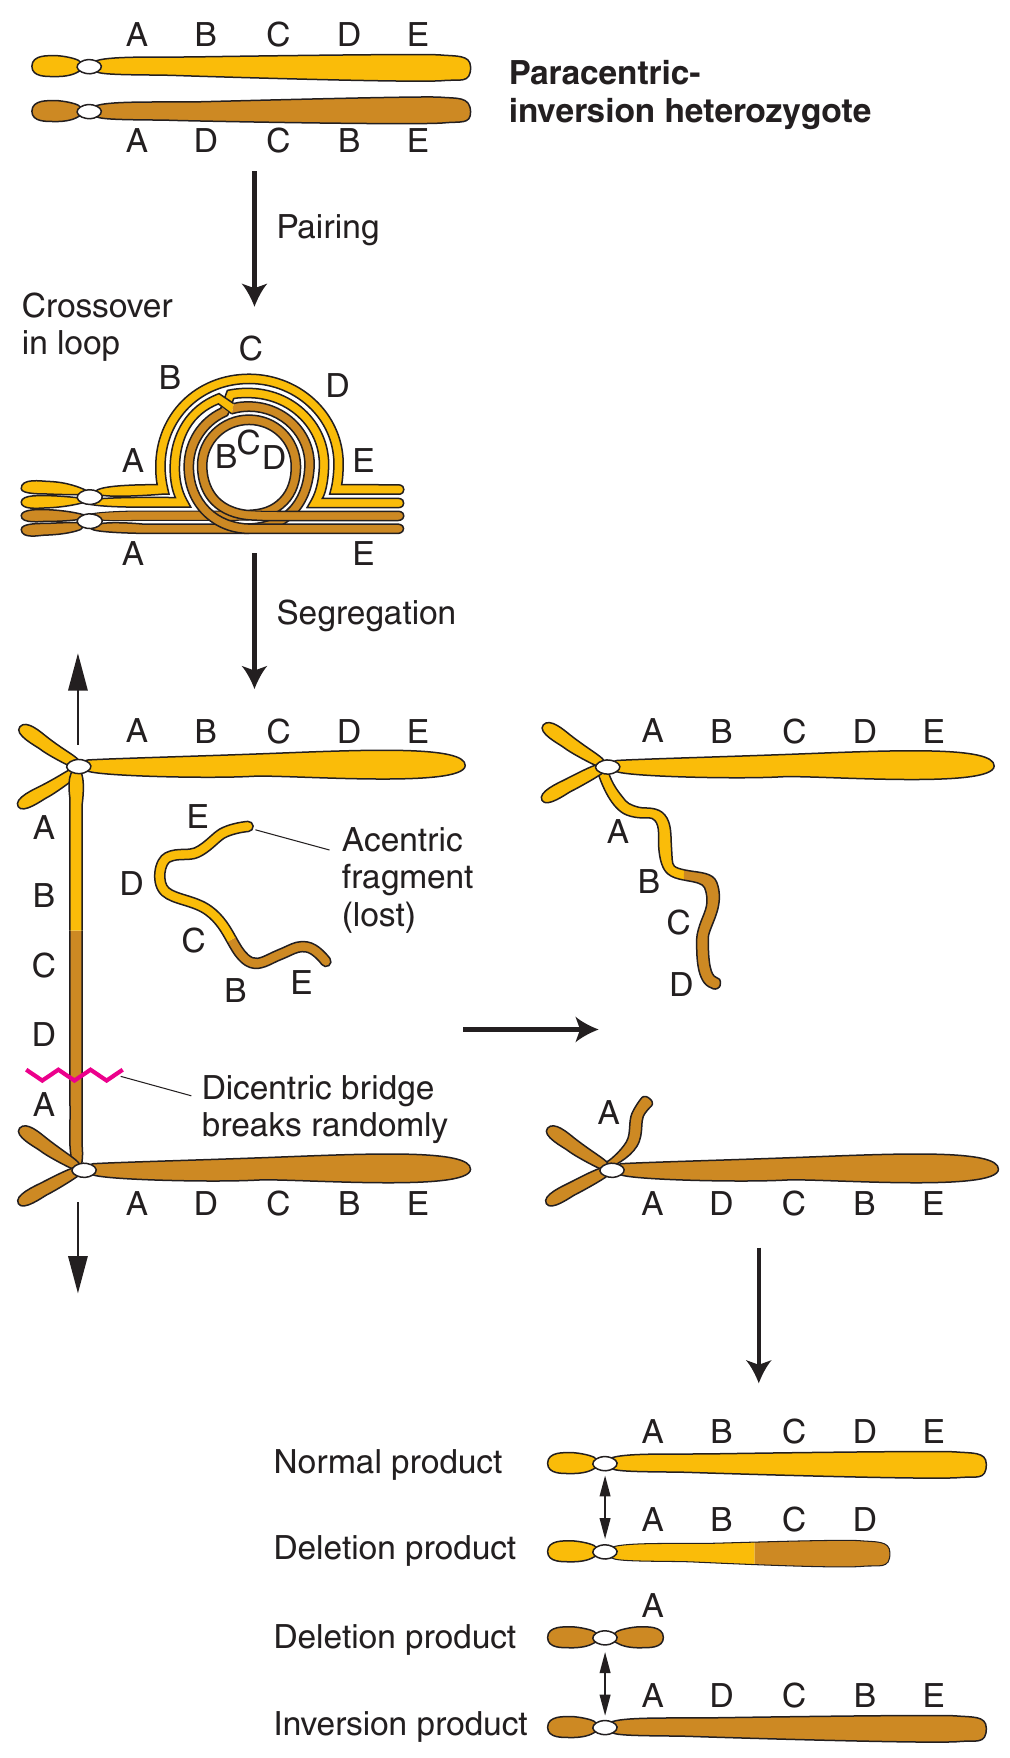 A B C D E
Paracentric-
inversion heterozygote
A D C B E
Pairing
Crossover
in loop
C
B D
A B C D E
A E
Segregation
A B C D E
A
B
C
D
A
E
D
C
B E
Acentric
fragment
(lost)
Dicentric bridge
breaks randomly
A D C B E
A B C D E
A
B
C
D
A
A D C B E
A B C D E
Normal product
A B C D
Deletion product
A
Deletion product
A D C B E
Inversion product